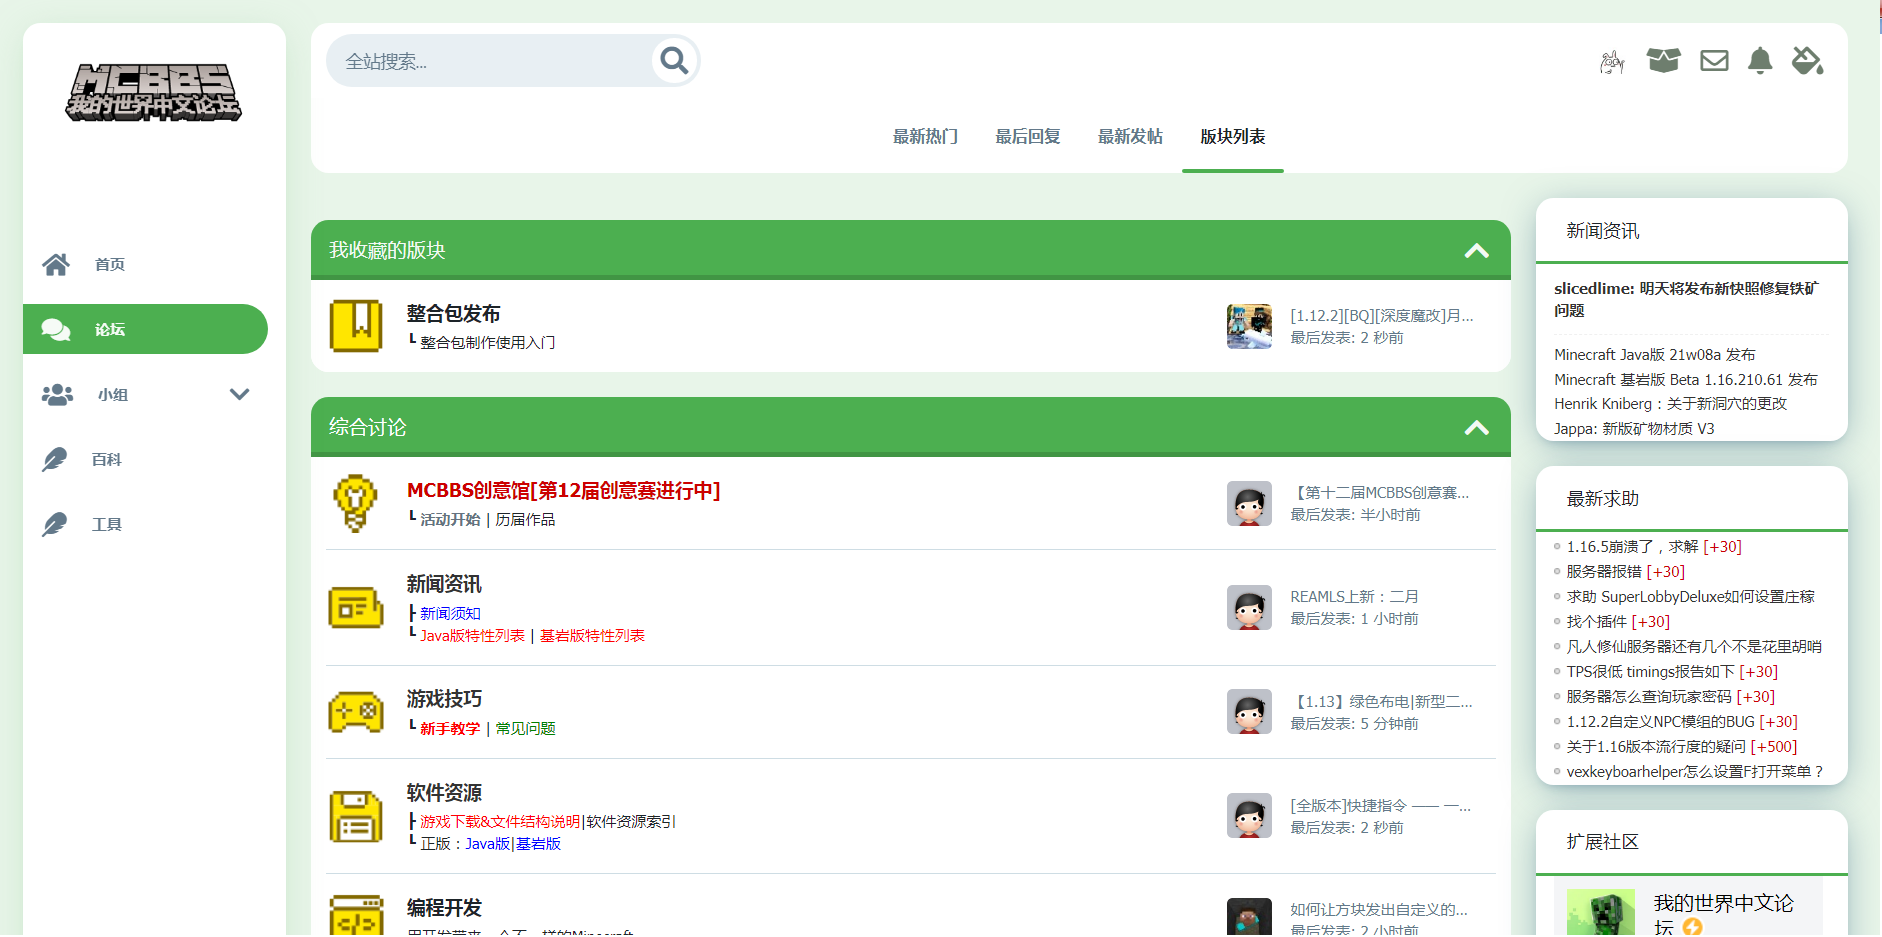 MCBBS
我的世界中文论坛
首页
论坛
小组
百科
工具
全站搜索...
最新热门 最后回复 最新发帖 版块列表
我收藏的版块
整合包发布
┗ 整合包制作使用入门
[1.12.2][BQ][深度魔改]月...
最后发表: 2 秒前
综合讨论
MCBBS创意馆[第12届创意赛进行中]
┗ 活动开始 | 历届作品
【第十二届MCBBS创意赛...
最后发表: 半小时前
新闻资讯
┣ 新闻须知
┗ Java版特性列表 | 基岩版特性列表
REAMLS上新：二月
最后发表: 1 小时前
游戏技巧
┗ 新手教学 | 常见问题
【1.13】绿色布电|新型二...
最后发表: 5 分钟前
软件资源
┣ 游戏下载&文件结构说明|软件资源索引
┗ 正版：Java版|基岩版
[全版本]快捷指令 —— 一...
最后发表: 2 秒前
编程开发
如何让方块发出自定义的...
最后发表: 2 小时前
新闻资讯
slicedlime: 明天将发布新快照修复铁矿
问题
Minecraft Java版 21w08a 发布
Minecraft 基岩版 Beta 1.16.210.61 发布
Henrik Kniberg：关于新洞穴的更改
Jappa: 新版矿物材质 V3
最新求助
1.16.5崩溃了，求解 [+30]
服务器报错 [+30]
求助 SuperLobbyDeluxe如何设置庄稼
找个插件 [+30]
凡人修仙服务器还有几个不是花里胡哨
TPS很低 timings报告如下 [+30]
服务器怎么查询玩家密码 [+30]
1.12.2自定义NPC模组的BUG [+30]
关于1.16版本流行度的疑问 [+500]
vexkeyboarhelper怎么设置F打开菜单？
扩展社区
我的世界中文论
坛